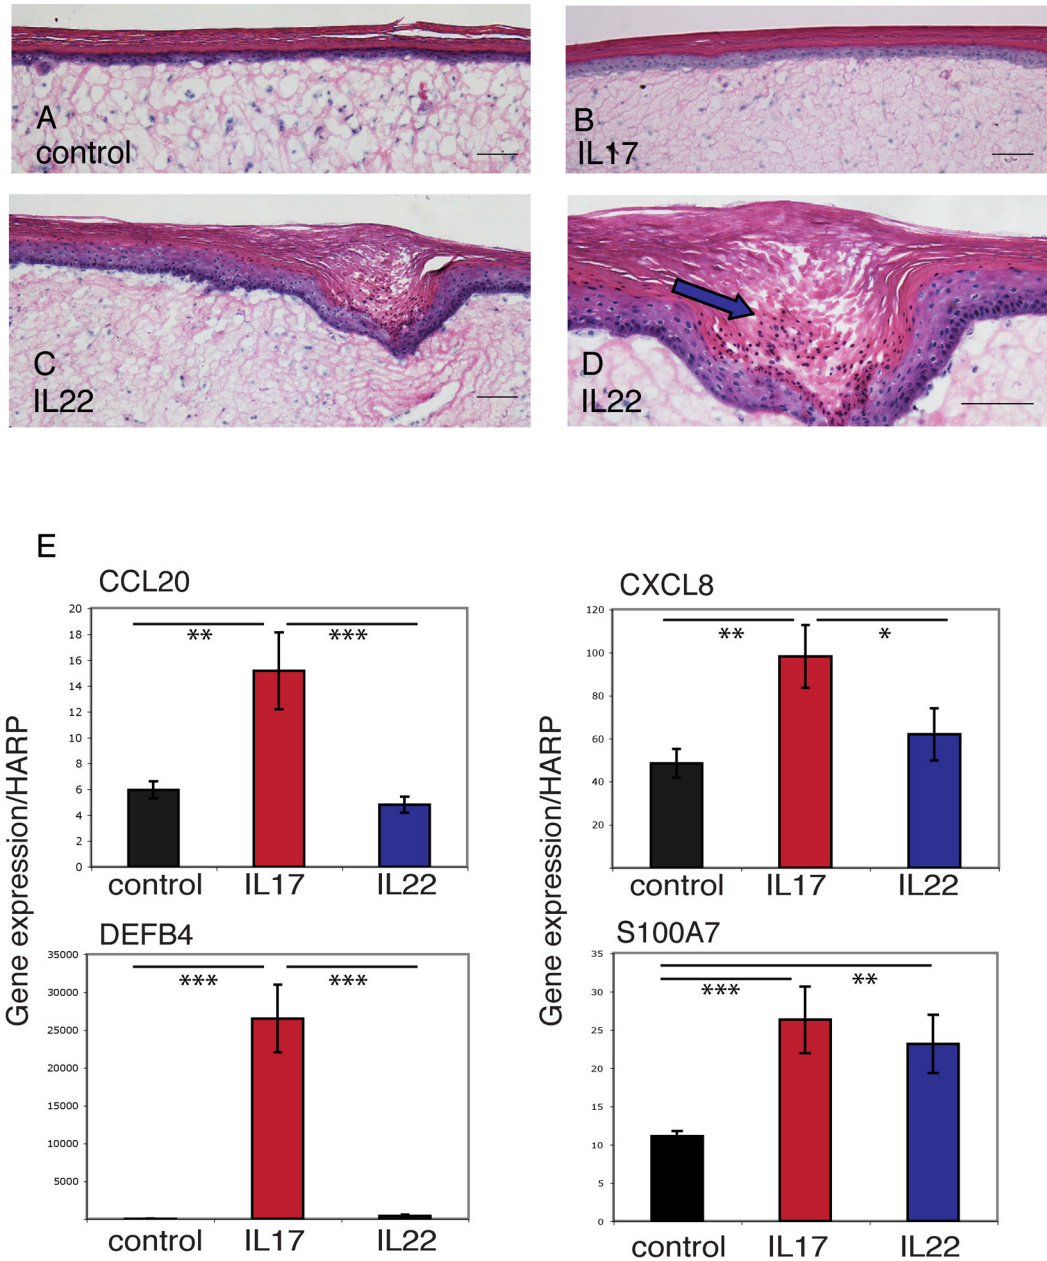 A
control
B
IL17
C
IL22
D
IL22
E
CCL20
20
18
16
14
12
10
8
6
4
2
0
** ***
control IL17 IL22
Gene expression/HARP
CXCL8
120
100
80
60
40
20
** *
control IL17 IL22
Gene expression/HARP
DEFB4
35000
30000
25000
20000
15000
10000
5000
*** ***
control IL17 IL22
S100A7
35
30
25
20
15
10
5
0
*** **
control IL17 IL22